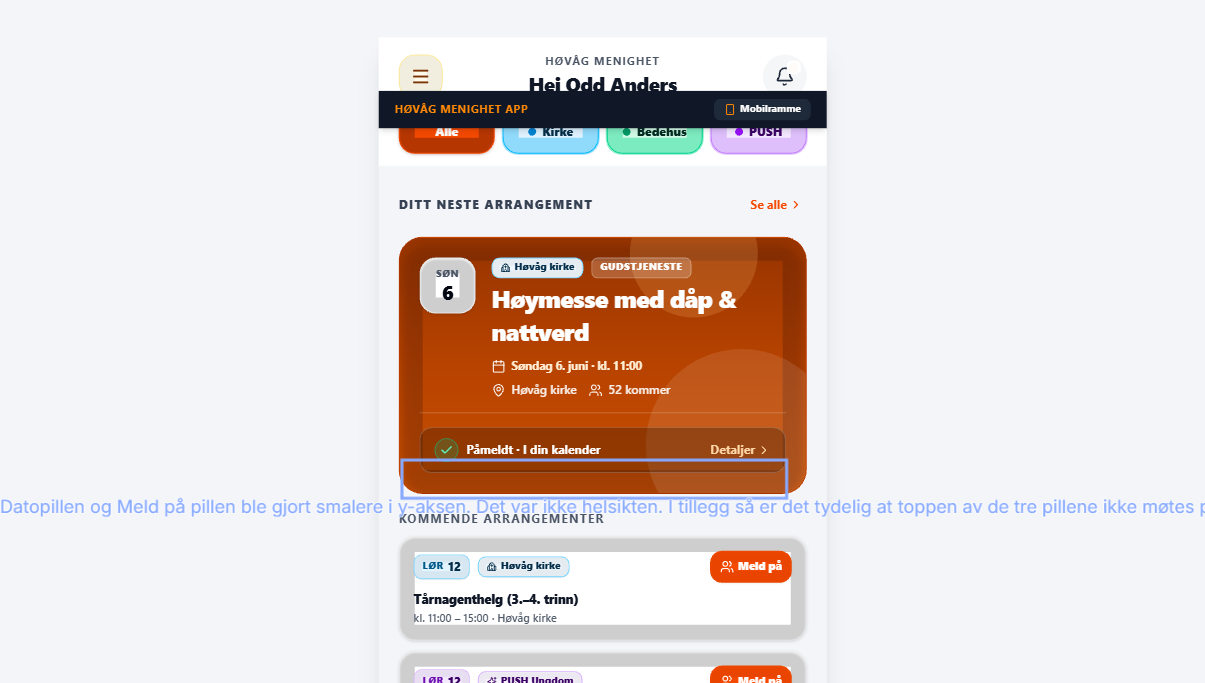 HØVÅG MENIGHET
Hei Odd Anders
HØVÅG MENIGHET APP
Mobilramme
Alle
Kirke
Bedehus
PUSH
DITT NESTE ARRANGEMENT
Se alle
SØN
6
Høvåg kirke
GUDSTJENESTE
Høymesse med dåp &
nattverd
Søndag 6. juni · kl. 11:00
Høvåg kirke
52 kommer
Påmeldt · I din kalender
Detaljer
Datopillen og Meld på pillen ble gjort smalere i y-aksen. Det var ikke helsikten. I tillegg så er det tydelig at toppen av de tre pillene ikke møtes p
KOMMENDE ARRANGEMENTER
LØR 12
Høvåg kirke
Meld på
Tårnagenthelg (3.–4. trinn)
kl. 11:00 – 15:00 · Høvåg kirke
LØR 12
PUSH Ungdom
Meld på